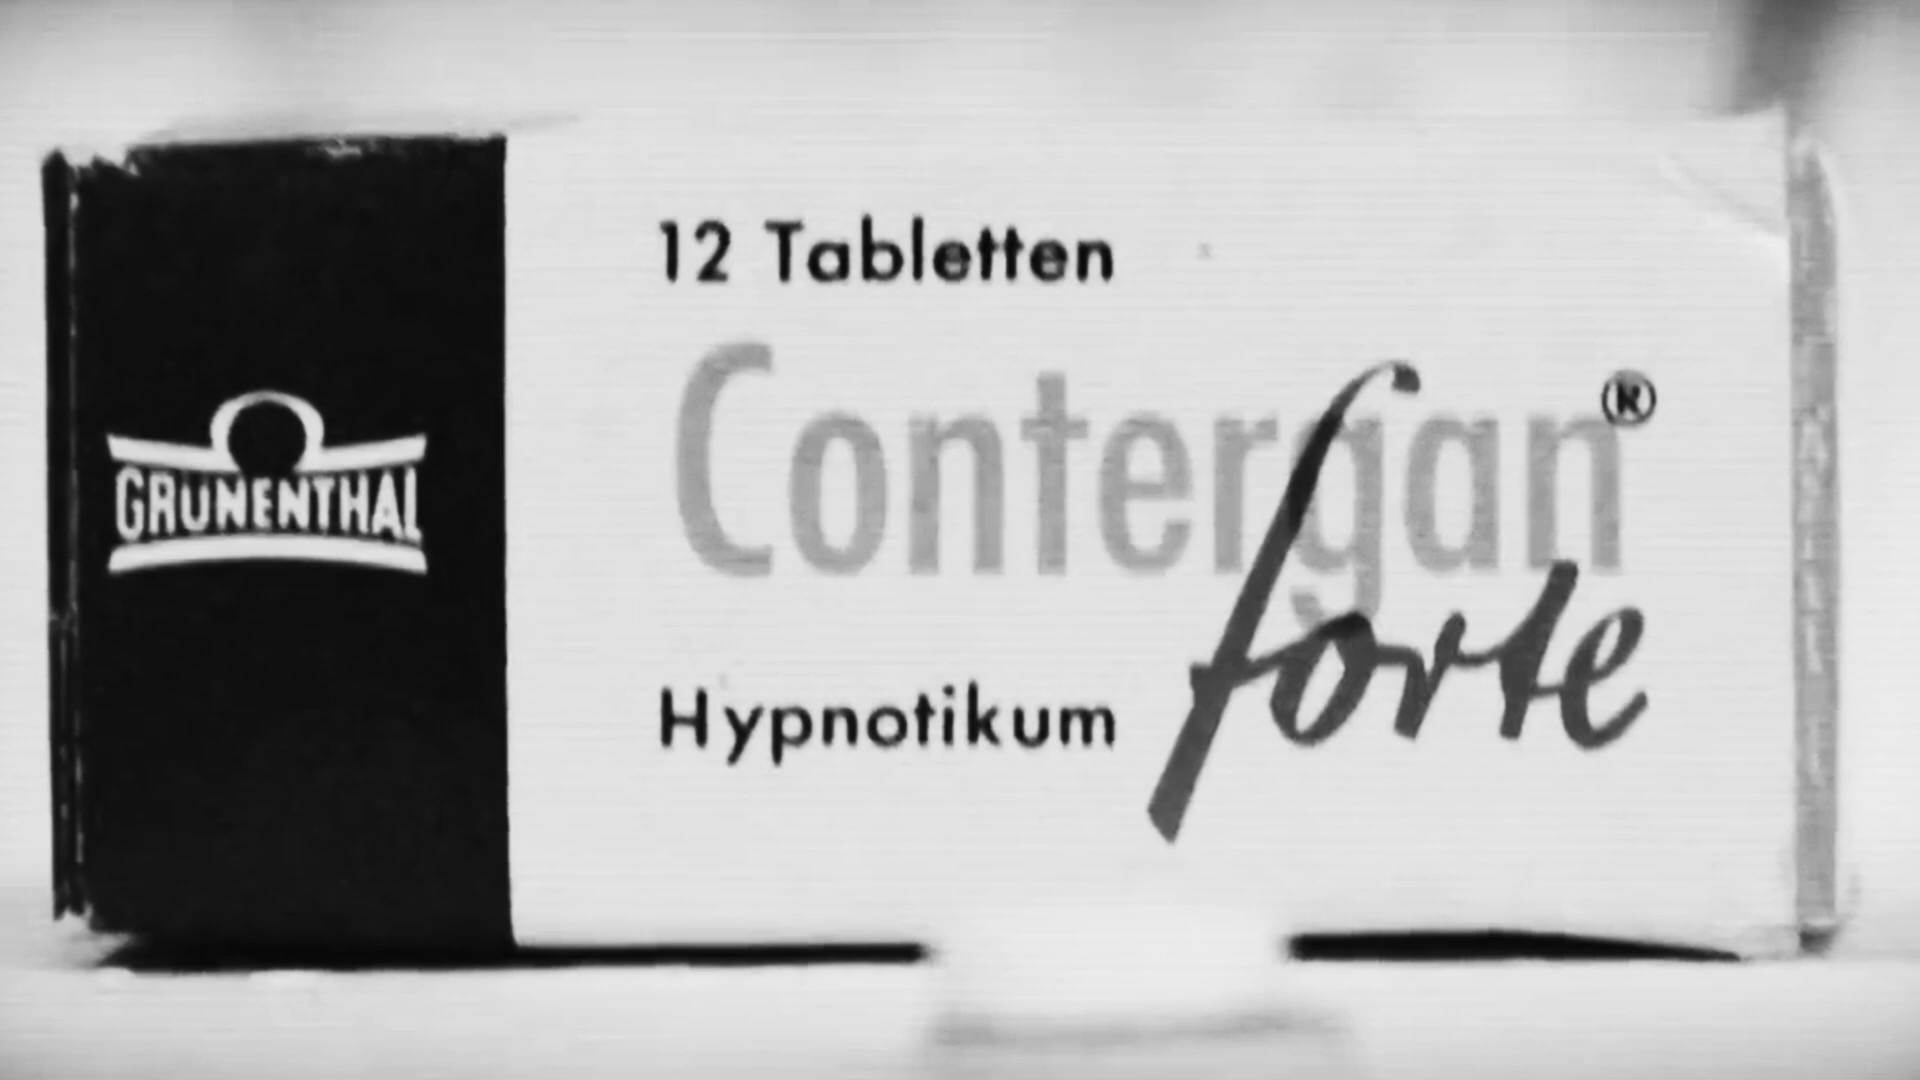 12 Tabletten
Contergan®
forte
Hypnotikum
GRÜNENTHAL